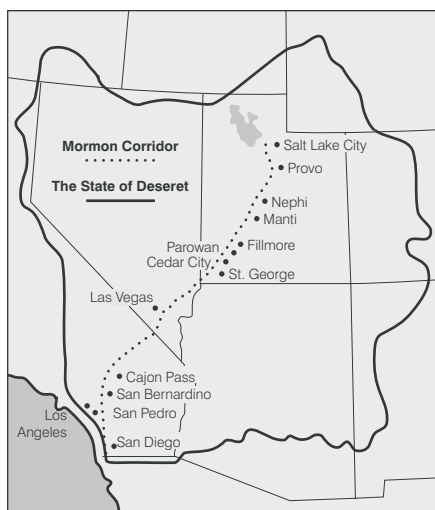 Mormon Corridor
The State of Deseret
Salt Lake City
Provo
Nephi
Manti
Parowan
Fillmore
Cedar City
St. George
Las Vegas
Cajon Pass
San Bernardino
Los
Angeles
San Pedro
San Diego